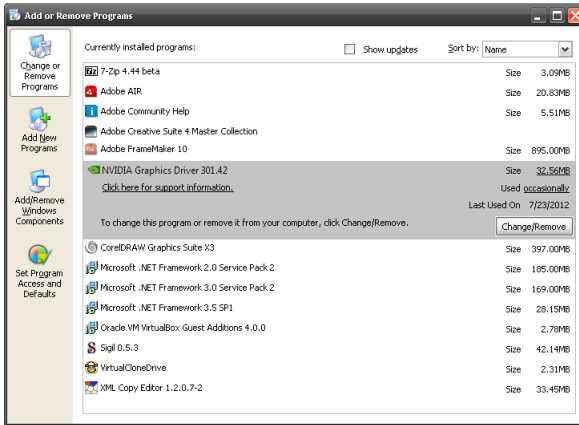 Add or Remove Programs
Change or
Remove
Programs
Add New
Programs
Add/Remove
Windows
Components
Set Program
Access and
Defaults
Currently installed programs:
Show updates
Sort by: Name
7-Zip 4.44 beta Size 3.09MB
Adobe AIR Size 20.83MB
Adobe Community Help Size 5.51MB
Adobe Creative Suite 4 Master Collection
Adobe FrameMaker 10 Size 895.00MB
NVIDIA Graphics Driver 301.42 Size 32.56MB
Click here for support information. Used occasionally
Last Used On 7/23/2012
To change this program or remove it from your computer, click Change/Remove. Change/Remove
CorelDRAW Graphics Suite X3 Size 397.00MB
Microsoft .NET Framework 2.0 Service Pack 2 Size 185.00MB
Microsoft .NET Framework 3.0 Service Pack 2 Size 169.00MB
Microsoft .NET Framework 3.5 SP1 Size 28.15MB
Oracle VM VirtualBox Guest Additions 4.0.0 Size 2.78MB
Sigil 0.5.3 Size 42.14MB
VirtualCloneDrive Size 2.31MB
XML Copy Editor 1.2.0.7-2 Size 33.45MB